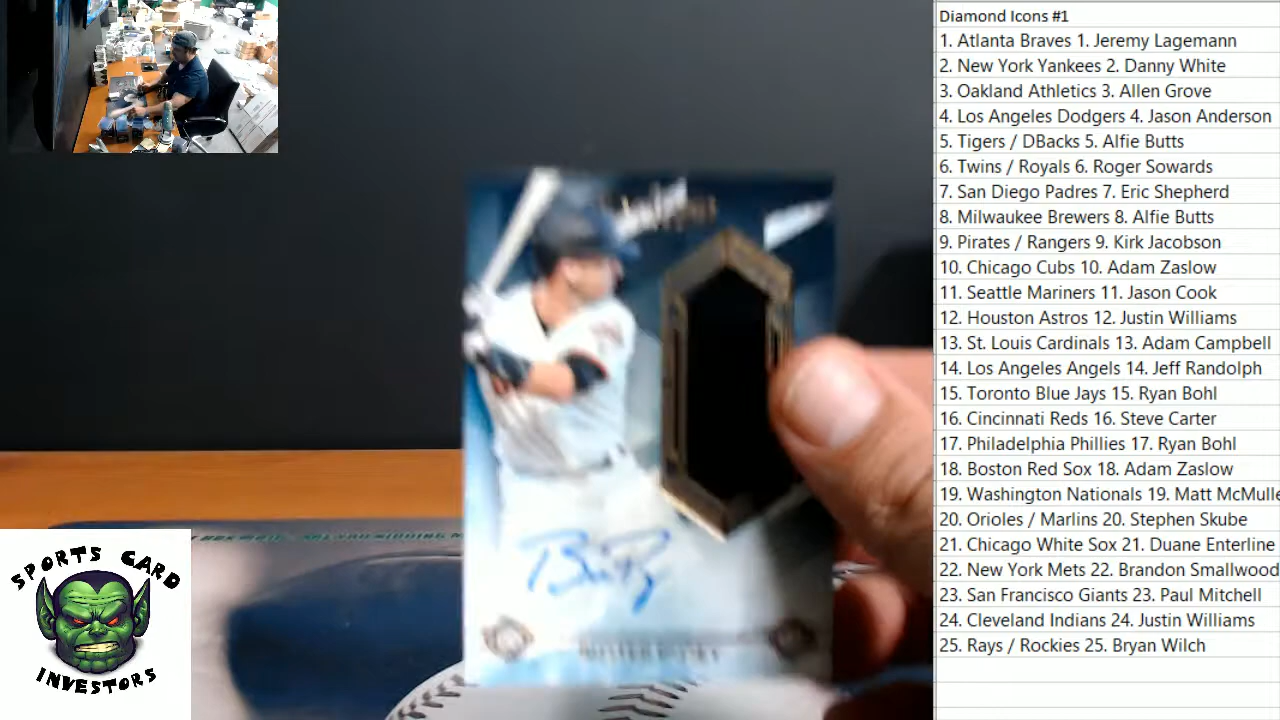 Diamond Icons #1
1. Atlanta Braves 1. Jeremy Lagemann
2. New York Yankees 2. Danny White
3. Oakland Athletics 3. Allen Grove
4. Los Angeles Dodgers 4. Jason Anderson
5. Tigers / DBacks 5. Alfie Butts
6. Twins / Royals 6. Roger Sowards
7. San Diego Padres 7. Eric Shepherd
8. Milwaukee Brewers 8. Alfie Butts
9. Pirates / Rangers 9. Kirk Jacobson
10. Chicago Cubs 10. Adam Zaslow
11. Seattle Mariners 11. Jason Cook
12. Houston Astros 12. Justin Williams
13. St. Louis Cardinals 13. Adam Campbell
14. Los Angeles Angels 14. Jeff Randolph
15. Toronto Blue Jays 15. Ryan Bohl
16. Cincinnati Reds 16. Steve Carter
17. Philadelphia Phillies 17. Ryan Bohl
18. Boston Red Sox 18. Adam Zaslow
19. Washington Nationals 19. Matt McMulle
20. Orioles / Marlins 20. Stephen Skube
21. Chicago White Sox 21. Duane Enterline
22. New York Mets 22. Brandon Smallwood
23. San Francisco Giants 23. Paul Mitchell
24. Cleveland Indians 24. Justin Williams
25. Rays / Rockies 25. Bryan Wilch
SPORTS CARD
INVESTORS